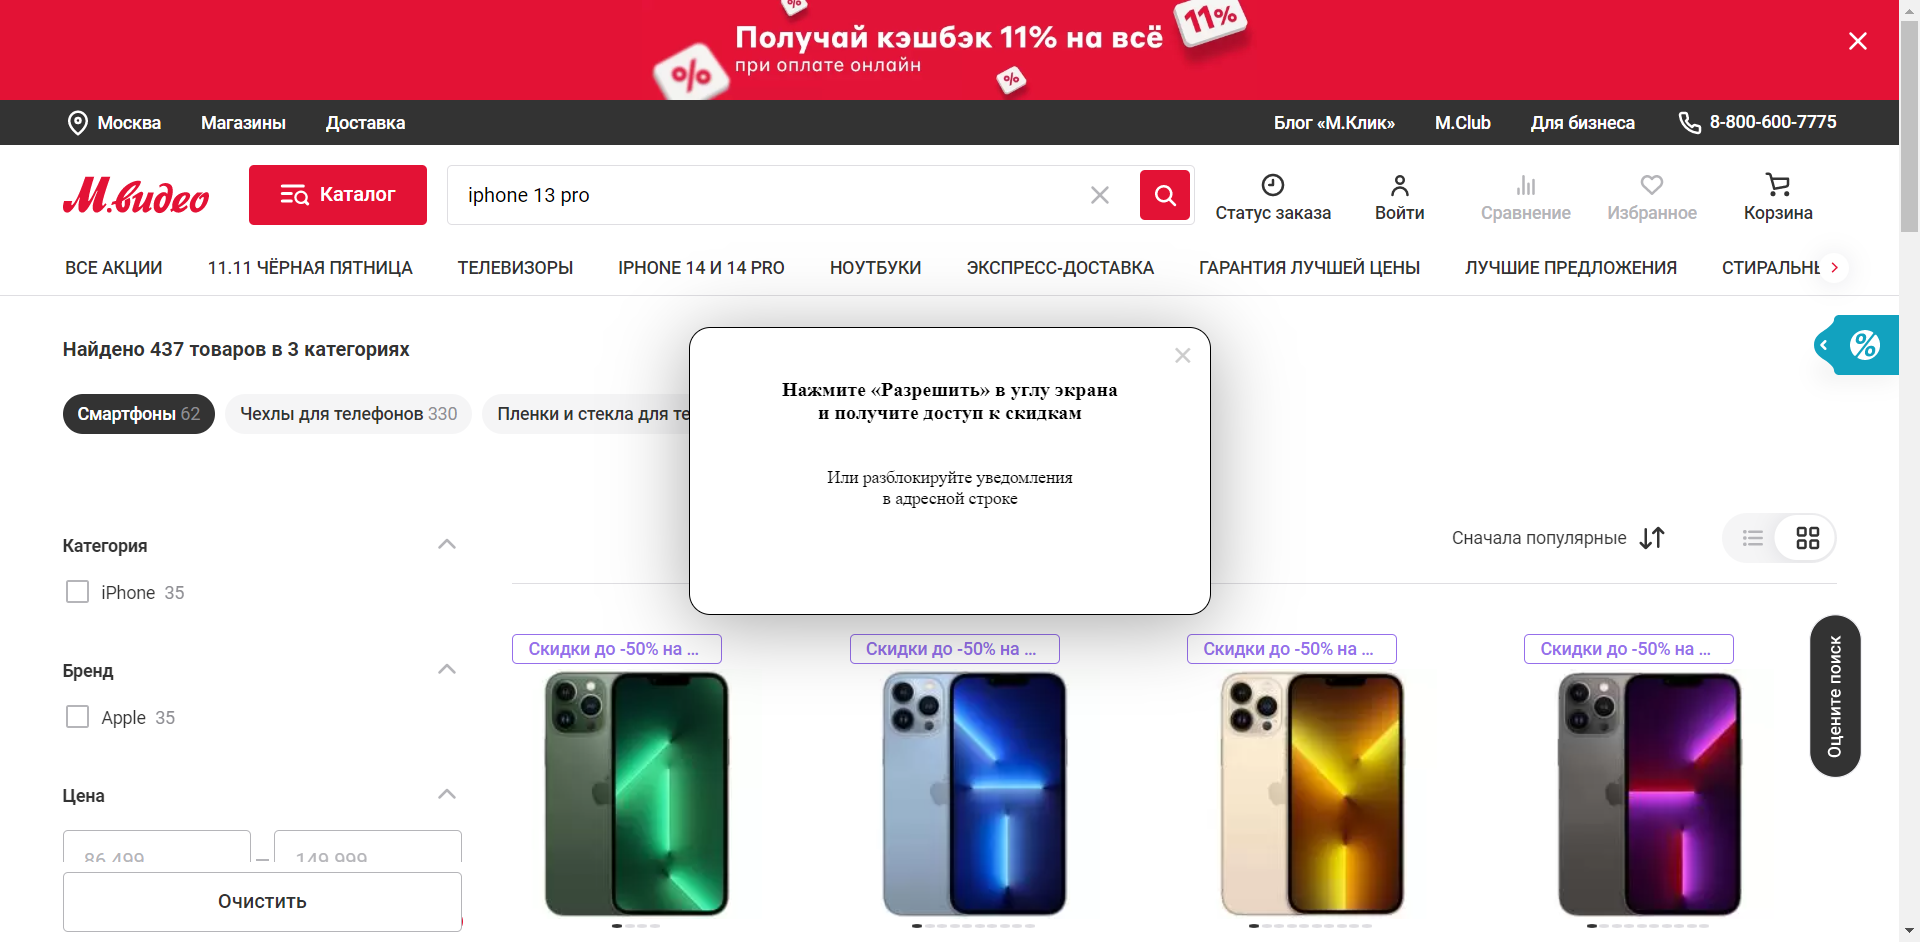 Получай кэшбэк 11% на всё
при оплате онлайн
%
%
%
11%
Москва
Магазины
Доставка
Блог «М.Клик»
M.Club
Для бизнеса
8-800-600-7775
М.видео
Каталог
iphone 13 pro
Статус заказа
Войти
Сравнение
Избранное
Корзина
ВСЕ АКЦИИ
11.11 ЧЁРНАЯ ПЯТНИЦА
ТЕЛЕВИЗОРЫ
IPHONE 14 И 14 PRO
НОУТБУКИ
ЭКСПРЕСС-ДОСТАВКА
ГАРАНТИЯ ЛУЧШЕЙ ЦЕНЫ
ЛУЧШИЕ ПРЕДЛОЖЕНИЯ
СТИРАЛЬНЫ
Найдено 437 товаров в 3 категориях
Смартфоны 62
Чехлы для телефонов 330
Пленки и стекла для те
Нажмите «Разрешить» в углу экрана
и получите доступ к скидкам
Или разблокируйте уведомления
в адресной строке
%
Сначала популярные
Категория
iPhone 35
Бренд
Apple 35
Цена
86 499
–
149 999
Очистить
Скидки до -50% на ...
Скидки до -50% на ...
Скидки до -50% на ...
Скидки до -50% на ...
Оцените поиск